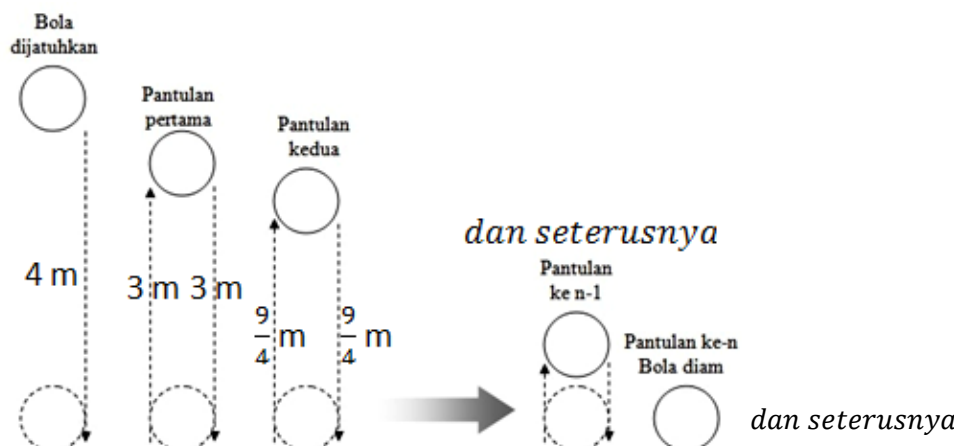 Bola
dijatuhkan
Pantulan
pertama
Pantulan
kedua
dan seterusnya
Pantulan
ke n-1
Pantulan ke-n
Bola diam
4 m
3 m 3 m
9/4 m 9/4 m
dan seterusnya